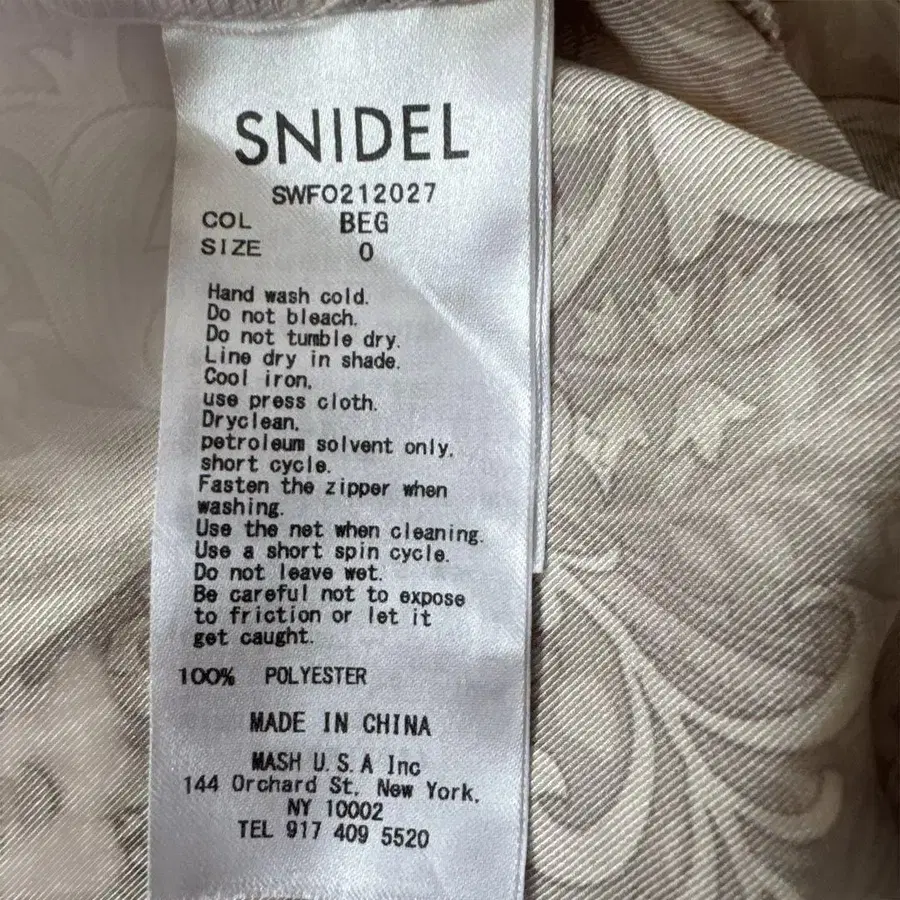 SNIDEL
SWFO212027
COL BEG
SIZE 0
Hand wash cold.
Do not bleach.
Do not tumble dry.
Line dry in shade.
Cool iron,
use press cloth.
Dryclean,
petroleum solvent only,
short cycle.
Fasten the zipper when
washing.
Use the net when cleaning.
Use a short spin cycle.
Do not leave wet.
Be careful not to expose
to friction or let it
get caught.
100% POLYESTER
MADE IN CHINA
MASH U.S.A Inc
144 Orchard St, New York,
NY 10002
TEL 917 409 5520